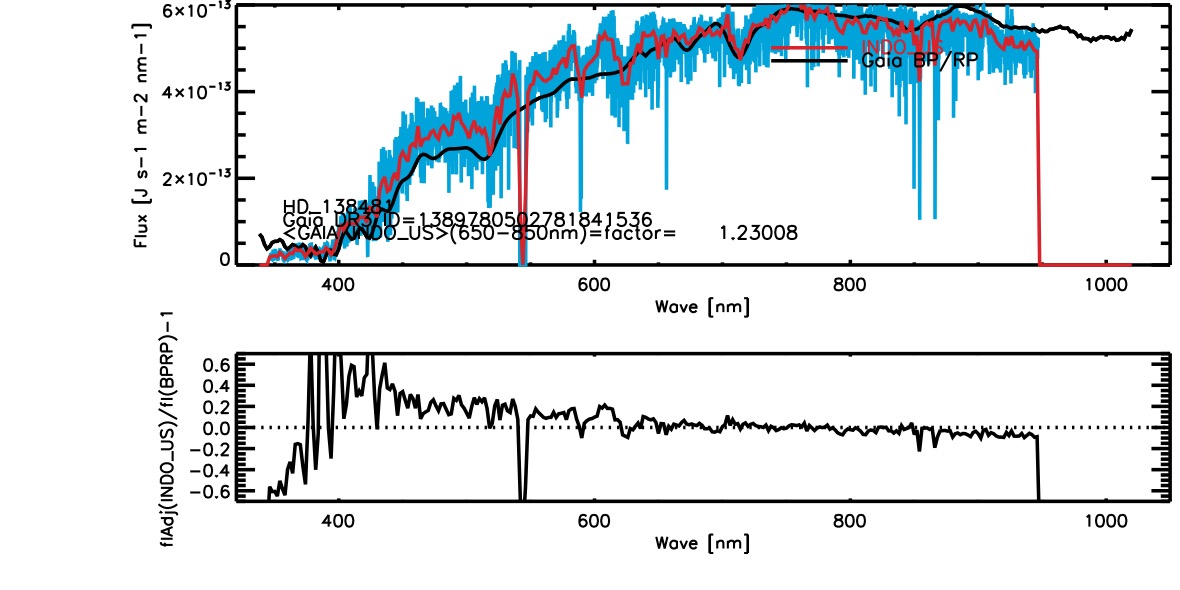 6×10−13
4×10−13
2×10−13
0
Flux [J s−1 m−2 nm−1]
INDO_US
Gaia BP/RP
HD_138481
Gaia DR3 ID=1389780502781841536
<GAIA/INDO_US>(650−850nm)=factor= 1.23008
400 600 800 1000
Wave [nm]
flAdj(INDO_US)/fl(BPRP)−1
0.6
0.4
0.2
0.0
−0.2
−0.4
−0.6
400 600 800 1000
Wave [nm]